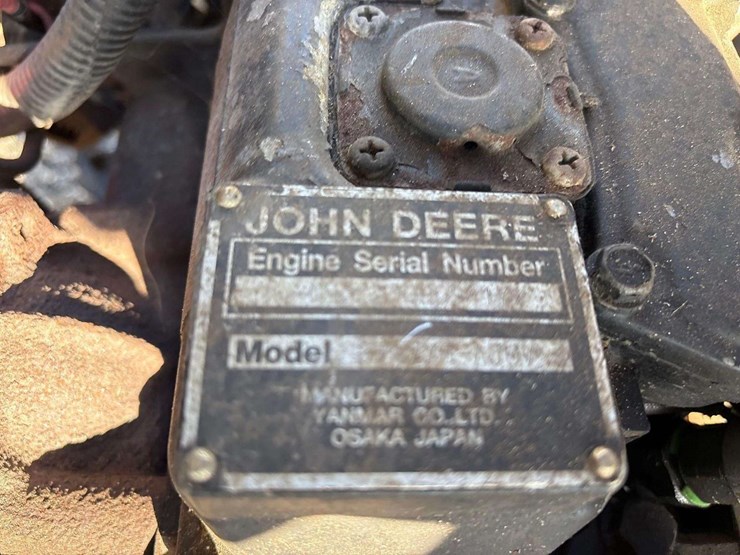 JOHN DEERE
Engine Serial Number
Model
MANUFACTURED BY
YANMAR CO.,LTD.
OSAKA JAPAN